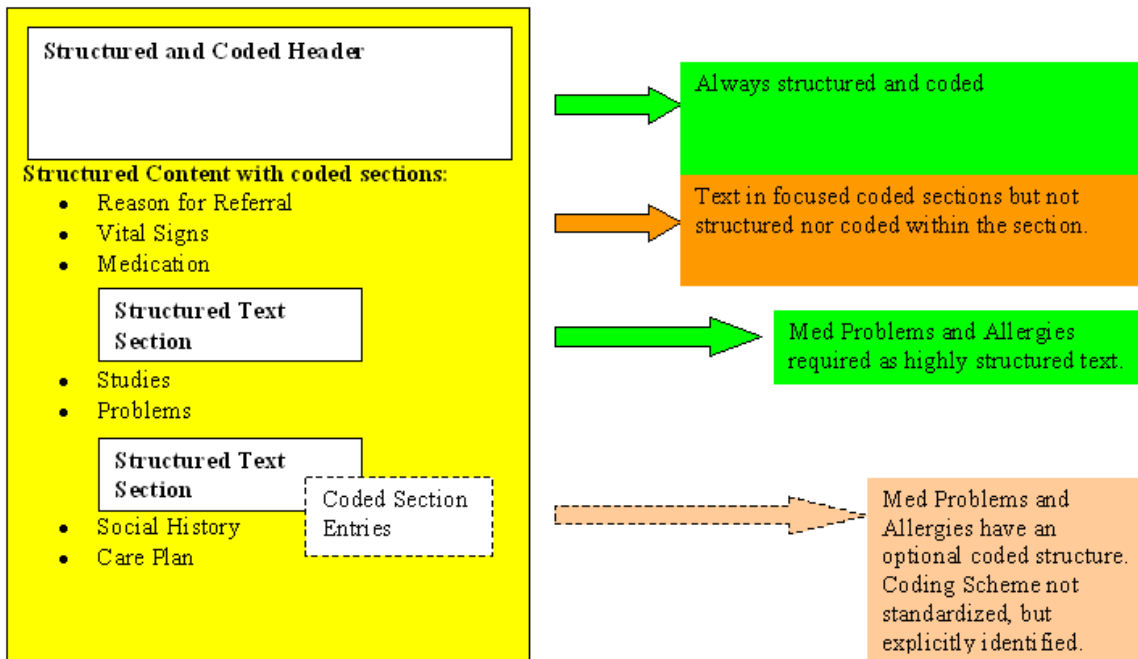 Structured and Coded Header
Structured Content with coded sections:
• Reason for Referral
• Vital Signs
• Medication
Structured Text
Section
• Studies
• Problems
Structured Text
Section
Coded Section
Entries
• Social History
• Care Plan
Always structured and coded
Text in focused coded sections but not
structured nor coded within the section.
Med Problems and Allergies
required as highly structured text.
Med Problems and
Allergies have an
optional coded structure.
Coding Scheme not
standardized, but
explicitly identified.